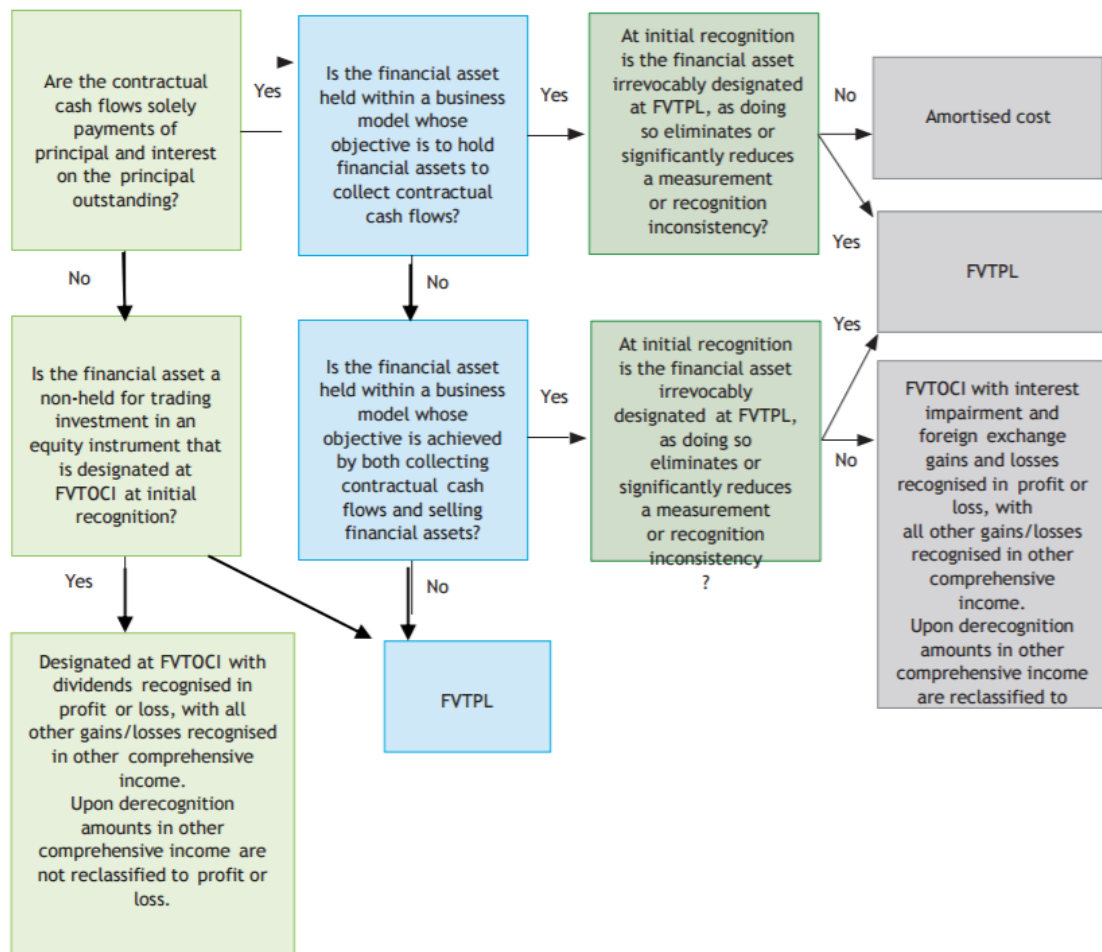 Are the contractual
cash flows solely
payments of
principal and interest
on the principal
outstanding?
Yes
Is the financial asset
held within a business
model whose
objective is to hold
financial assets to
collect contractual
cash flows?
Yes
At initial recognition
is the financial asset
irrevocably designated
at FVTPL, as doing
so eliminates or
significantly reduces
a measurement
or recognition
inconsistency?
No
Amortised cost
Yes
FVTPL
No
No
Is the financial asset a
non-held for trading
investment in an
equity instrument that
is designated at
FVTOCI at initial
recognition?
Is the financial asset
held within a business
model whose
objective is achieved
by both collecting
contractual cash
flows and selling
financial assets?
Yes
At initial recognition
is the financial asset
irrevocably
designated at FVTPL,
as doing so
eliminates or
significantly reduces
a measurement
or recognition
inconsistency
?
Yes
No
FVTOCI with interest
impairment and
foreign exchange
gains and losses
recognised in profit or
loss, with
all other gains/losses
recognised in other
comprehensive
income.
Upon derecognition
amounts in other
comprehensive income
are reclassified to
Yes
No
Designated at FVTOCI with
dividends recognised in
profit or loss, with all
other gains/losses recognised
in other comprehensive
income.
Upon derecognition
amounts in other
comprehensive income are
not reclassified to profit or
loss.
FVTPL